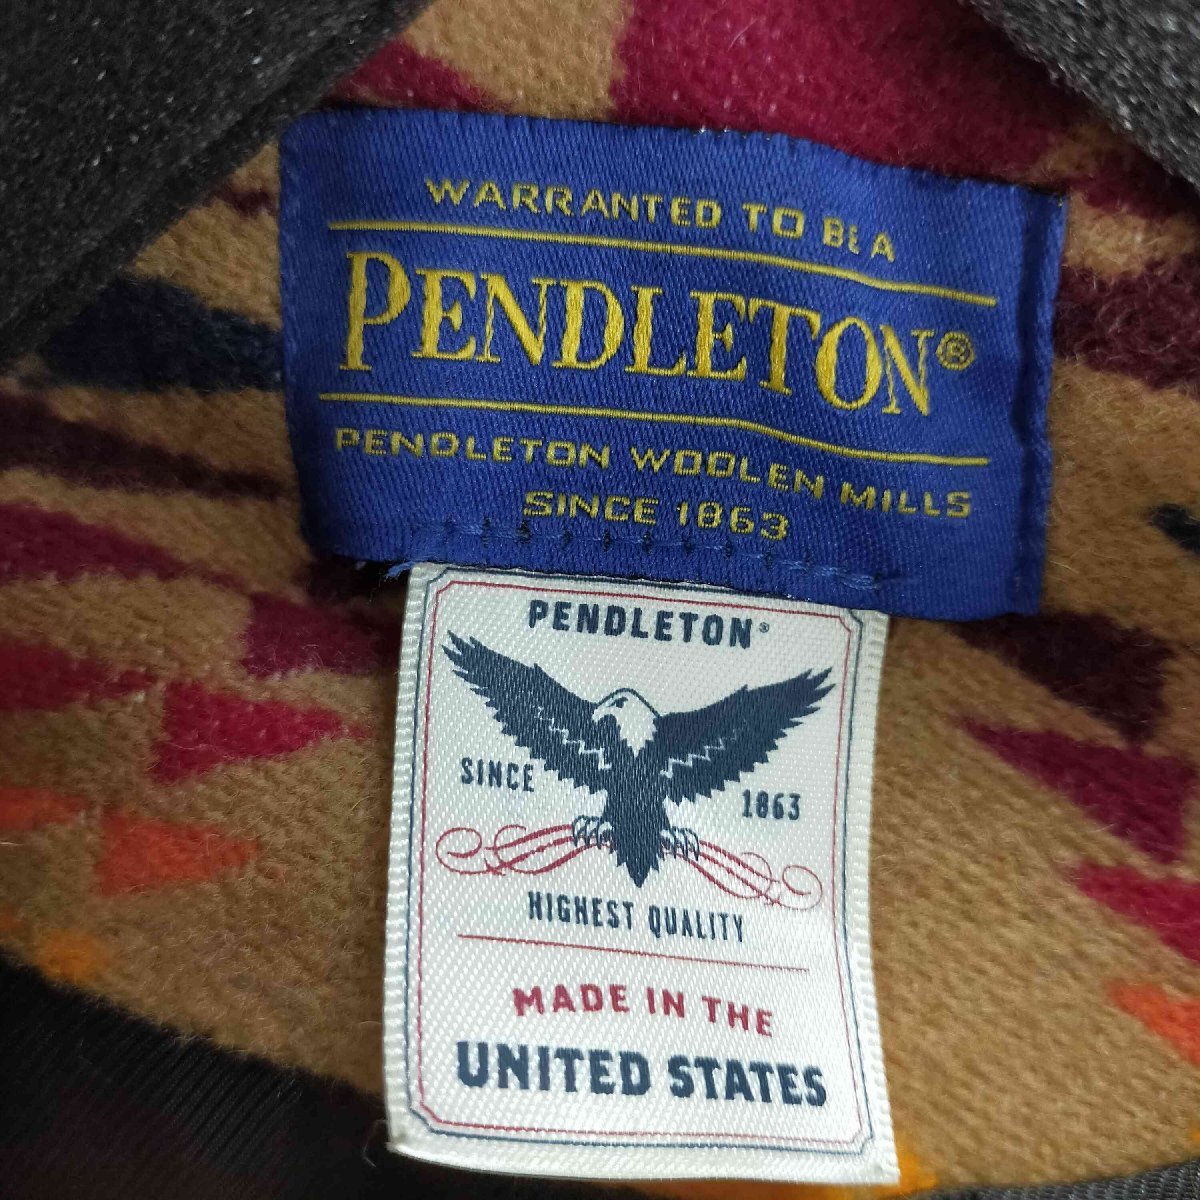 WARRANTED TO BE A
PENDLETON®
PENDLETON WOOLEN MILLS
SINCE 1863
PENDLETON®
SINCE 1863
HIGHEST QUALITY
MADE IN THE
UNITED STATES